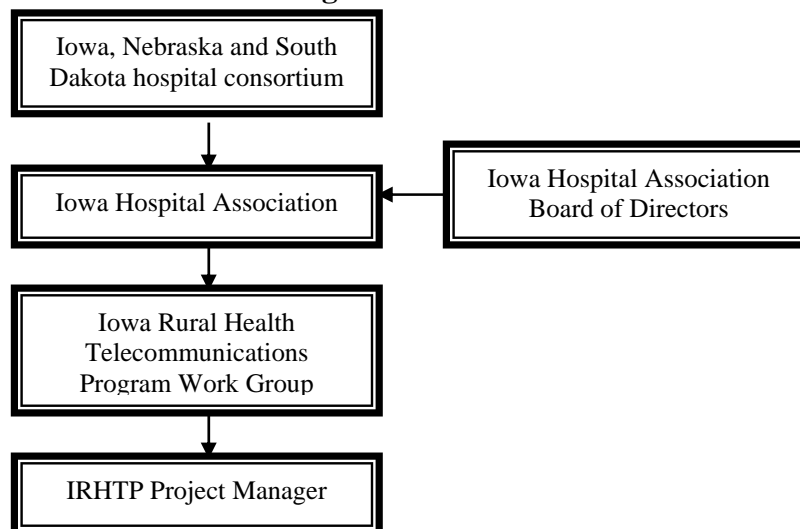 Iowa, Nebraska and South
Dakota hospital consortium
Iowa Hospital Association
Iowa Hospital Association
Board of Directors
Iowa Rural Health
Telecommunications
Program Work Group
IRHTP Project Manager